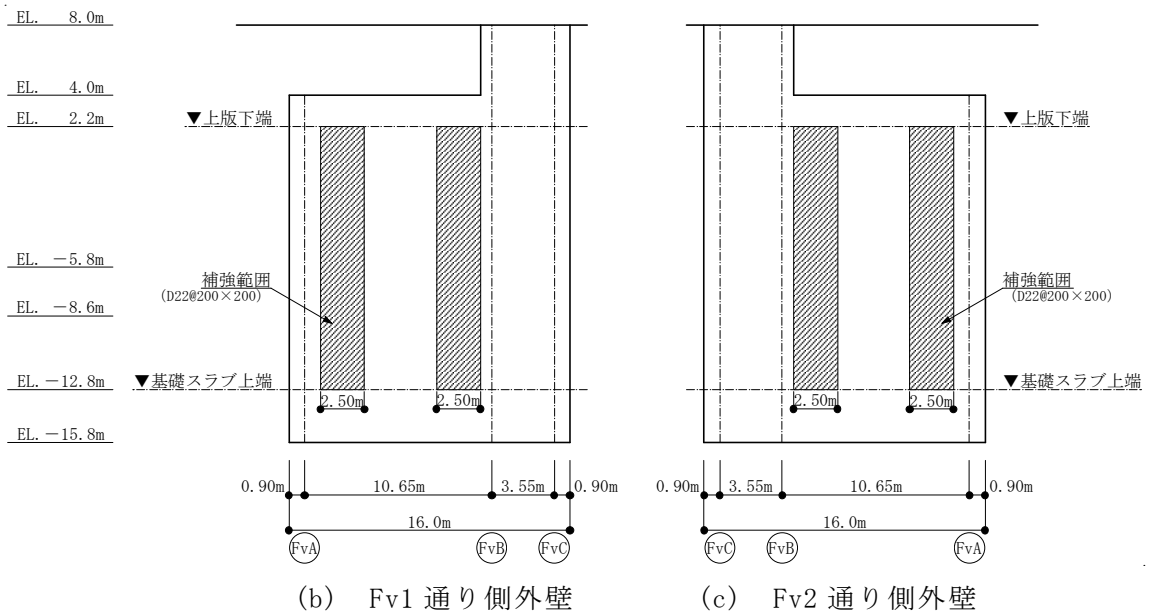 EL.  8.0m
EL.  4.0m
EL.  2.2m
EL. －5.8m
EL. －8.6m
EL.－12.8m
EL.－15.8m
▼上版下端
補強範囲
(D22@200×200)
▼基礎スラブ上端
2.50m
2.50m
0.90m
10.65m
3.55m
0.90m
16.0m
FvA
FvB
FvC
(b)  Fv1 通り側外壁
▼上版下端
補強範囲
(D22@200×200)
▼基礎スラブ上端
2.50m
2.50m
0.90m
3.55m
10.65m
0.90m
16.0m
FvC
FvB
FvA
(c)  Fv2 通り側外壁